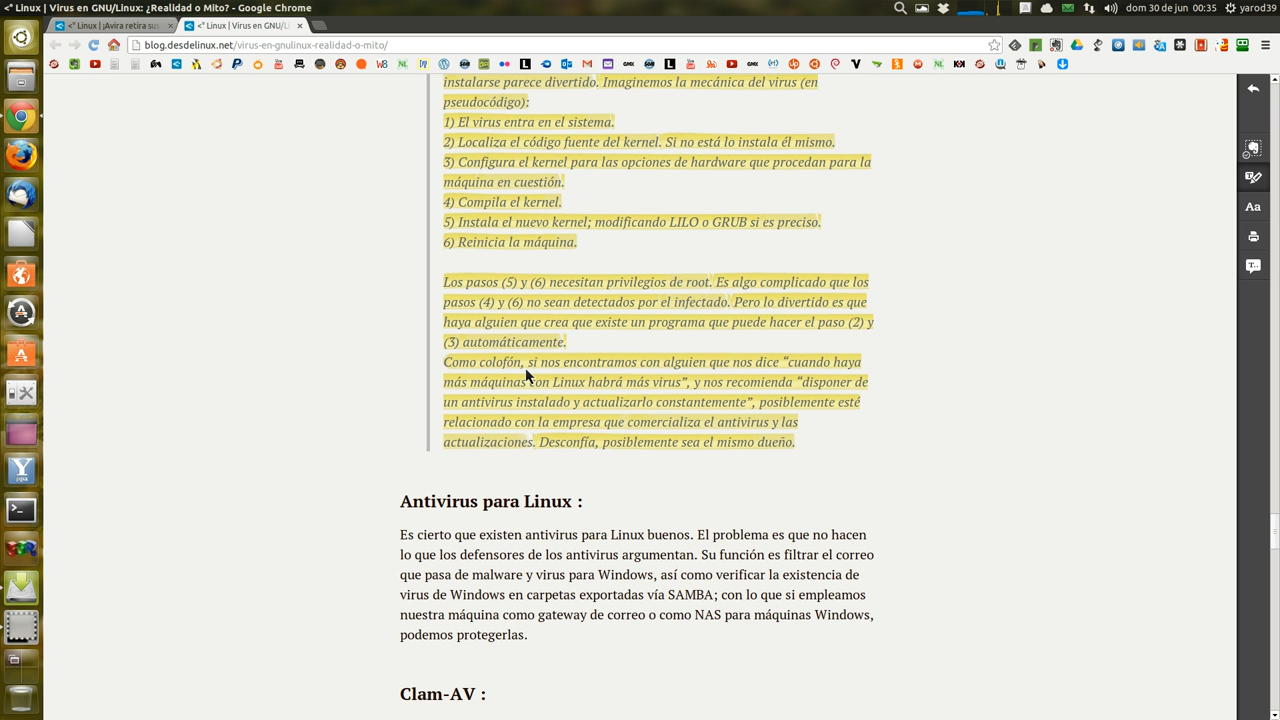 <" Linux | Virus en GNU/Linux: ¿Realidad o Mito? - Google Chrome
dom 30 de jun 00:35 yarod39
<" Linux | ¡Avira retira sus
<" Linux | Virus en GNU/Li
blog.desdelinux.net/virus-en-gnulinux-realidad-o-mito/
instalarse parece divertido. Imaginemos la mecánica del virus (en
pseudocódigo):
1) El virus entra en el sistema.
2) Localiza el código fuente del kernel. Si no está lo instala él mismo.
3) Configura el kernel para las opciones de hardware que procedan para la
máquina en cuestión.
4) Compila el kernel.
5) Instala el nuevo kernel; modificando LILO o GRUB si es preciso.
6) Reinicia la máquina.
Los pasos (5) y (6) necesitan privilegios de root. Es algo complicado que los
pasos (4) y (6) no sean detectados por el infectado. Pero lo divertido es que
haya alguien que crea que existe un programa que puede hacer el paso (2) y
(3) automáticamente.
Como colofón, si nos encontramos con alguien que nos dice “cuando haya
más máquinas con Linux habrá más virus”, y nos recomienda “disponer de
un antivirus instalado y actualizarlo constantemente”, posiblemente esté
relacionado con la empresa que comercializa el antivirus y las
actualizaciones. Desconfía, posiblemente sea el mismo dueño.
Antivirus para Linux :
Es cierto que existen antivirus para Linux buenos. El problema es que no hacen
lo que los defensores de los antivirus argumentan. Su función es filtrar el correo
que pasa de malware y virus para Windows, así como verificar la existencia de
virus de Windows en carpetas exportadas vía SAMBA; con lo que si empleamos
nuestra máquina como gateway de correo o como NAS para máquinas Windows,
podemos protegerlas.
Clam-AV :
Aa